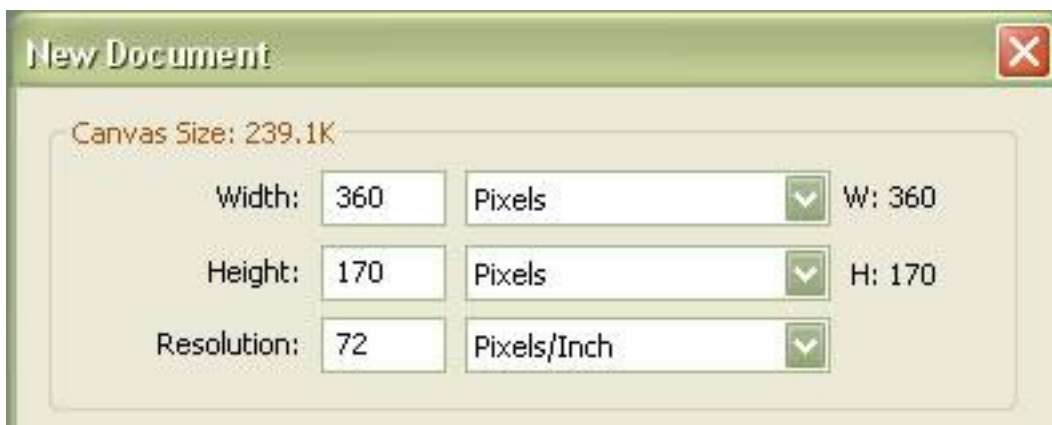 New Document
Canvas Size: 239.1K
Width: 360 Pixels W: 360
Height: 170 Pixels H: 170
Resolution: 72 Pixels/Inch